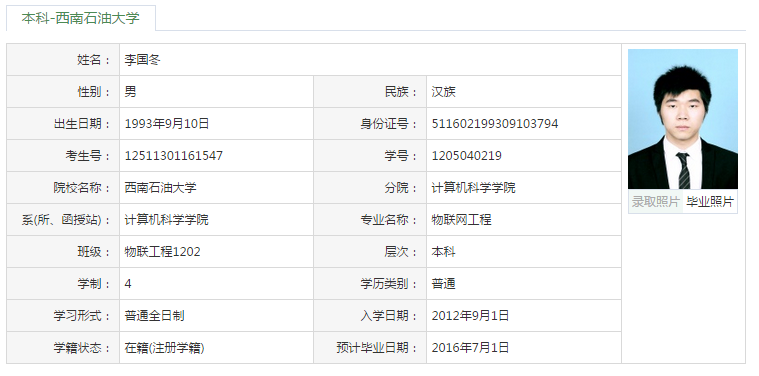 本科-西南石油大学
姓名： 李国冬
性别： 男 民族： 汉族
出生日期： 1993年9月10日 身份证号： 511602199309103794
考生号： 12511301161547 学号： 1205040219
院校名称： 西南石油大学 分院： 计算机科学学院
系(所、函授站)： 计算机科学学院 专业名称： 物联网工程
班级： 物联工程1202 层次： 本科
学制： 4 学历类别： 普通
学习形式： 普通全日制 入学日期： 2012年9月1日
学籍状态： 在籍(注册学籍) 预计毕业日期： 2016年7月1日
录取照片 毕业照片